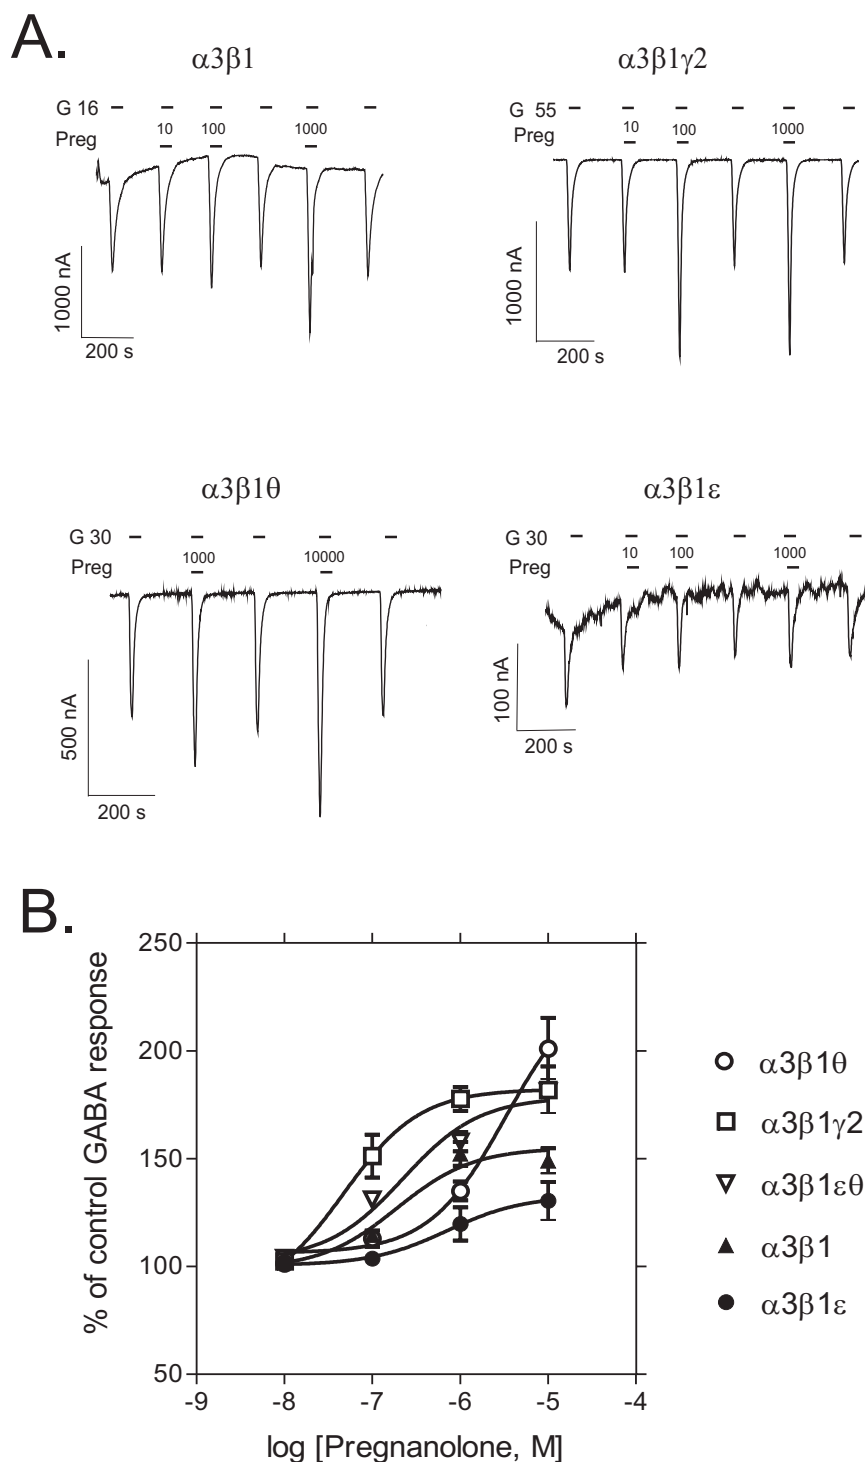 A.
α3β1
G 16
Preg
10 100 1000
1000 nA
200 s
α3β1γ2
G 55
Preg
10 100 1000
1000 nA
200 s
α3β1θ
G 30
Preg
1000 10000
500 nA
200 s
α3β1ε
G 30
Preg
10 100 1000
100 nA
200 s
B.
% of control GABA response
250
200
150
100
50
-9 -8 -7 -6 -5 -4
log [Pregnanolone, M]
α3β1θ
α3β1γ2
α3β1εθ
α3β1
α3β1ε